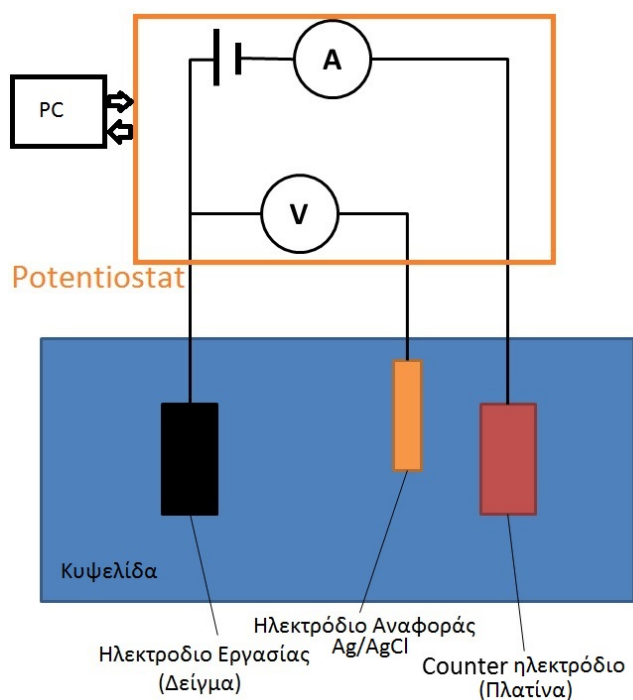 A
PC
V
Potentiostat
Κυψελίδα
Ηλεκτροδιο Εργασίας
(Δείγμα)
Ηλεκτρόδιο Αναφοράς
Ag/AgCl
Counter ηλεκτρόδιο
(Πλατίνα)